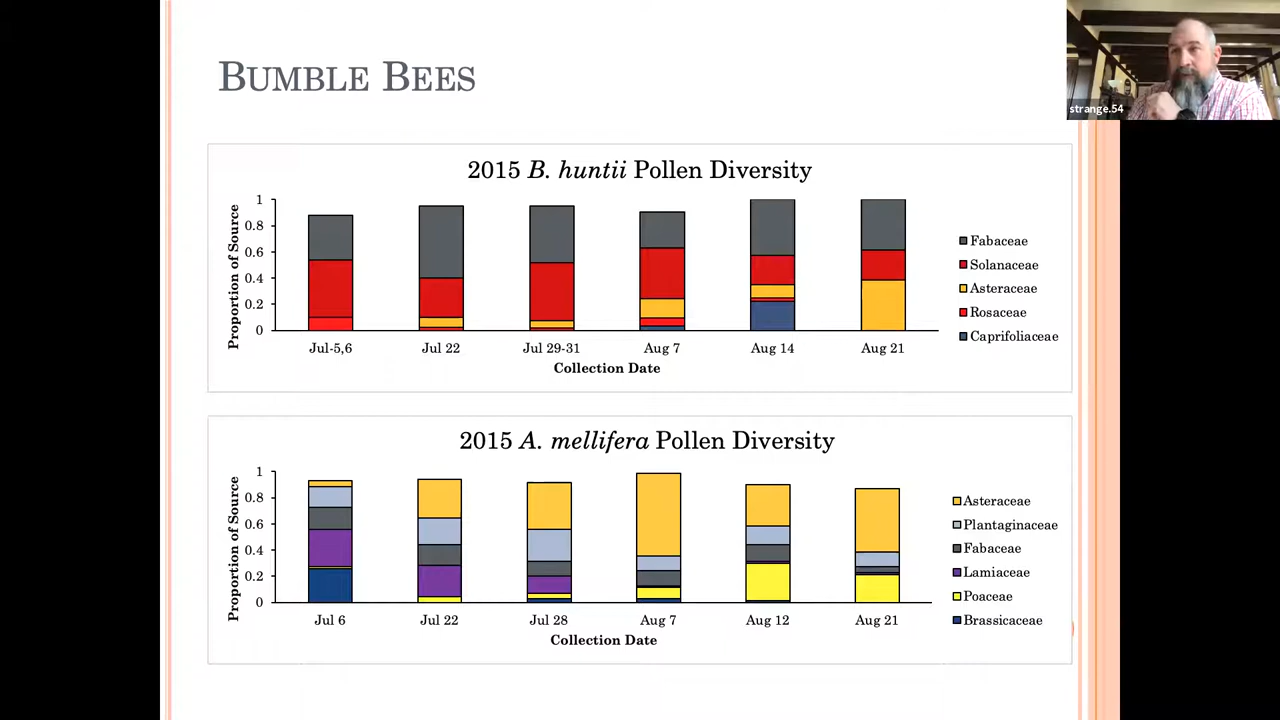 BUMBLE BEES
strange.54
2015 B. huntii Pollen Diversity
Proportion of Source
1
0.8
0.6
0.4
0.2
0
Jul-5,6 Jul 22 Jul 29-31 Aug 7 Aug 14 Aug 21
Collection Date
Fabaceae
Solanaceae
Asteraceae
Rosaceae
Caprifoliaceae
2015 A. mellifera Pollen Diversity
Proportion of Source
1
0.8
0.6
0.4
0.2
0
Jul 6 Jul 22 Jul 28 Aug 7 Aug 12 Aug 21
Collection Date
Asteraceae
Plantaginaceae
Fabaceae
Lamiaceae
Poaceae
Brassicaceae